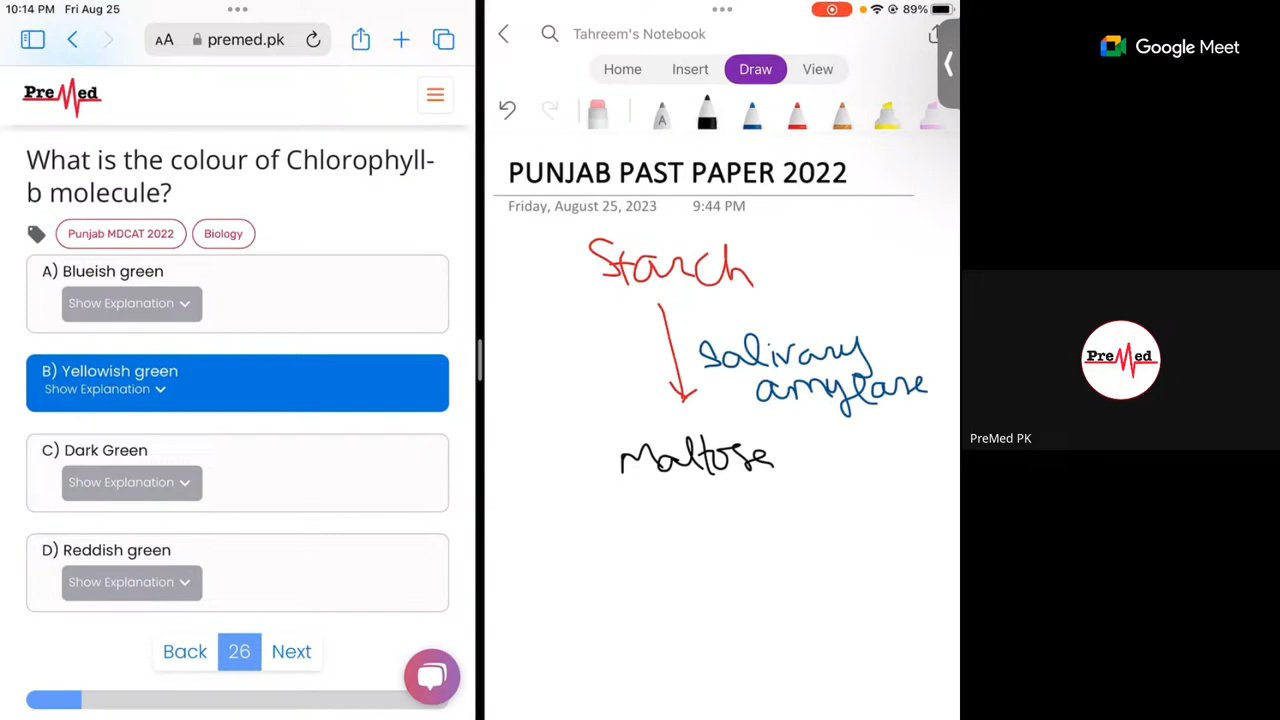 10:14 PM Fri Aug 25
AA premed.pk
PreMed
What is the colour of Chlorophyll-
b molecule?
Punjab MDCAT 2022 Biology
A) Blueish green
Show Explanation
B) Yellowish green
Show Explanation
C) Dark Green
Show Explanation
D) Reddish green
Show Explanation
Back 26 Next
89%
Tahreem's Notebook
Home Insert Draw View
A
PUNJAB PAST PAPER 2022
Friday, August 25, 2023 9:44 PM
Starch
Salivary
amylase
Maltose
Google Meet
PreMed
PreMed PK